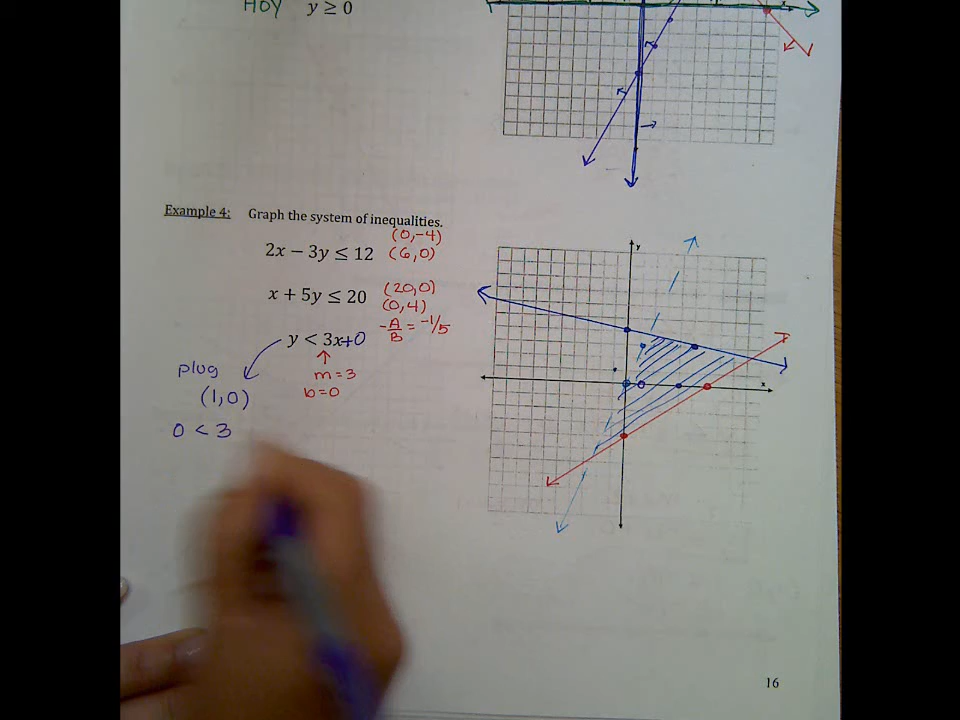 HOY y ≥ 0
Example 4: Graph the system of inequalities.
2x − 3y ≤ 12 (0,-4)
(6,0)
x + 5y ≤ 20 (20,0)
(0,4)
-A/B = -1/5
y < 3x+0
m = 3
b = 0
plug
(1,0)
0 < 3
y
x
16